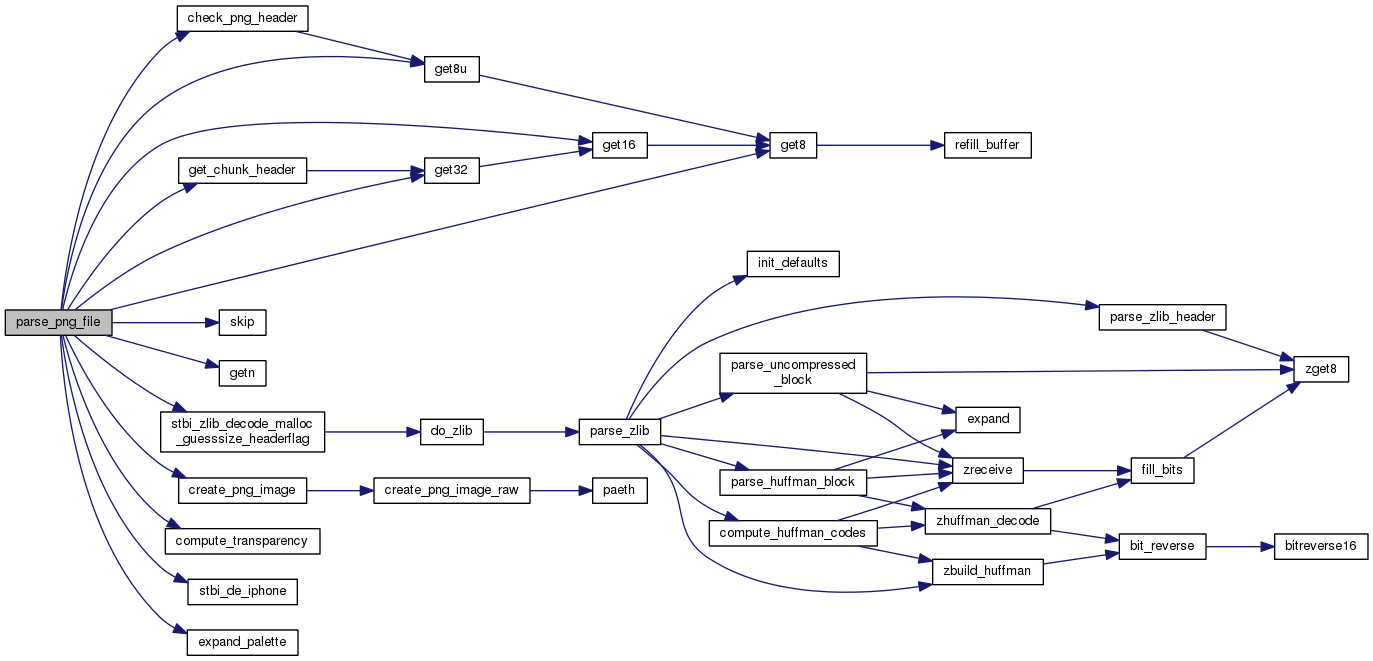 check_png_header
get8u
get16
get8
refill_buffer
get_chunk_header
get32
init_defaults
parse_png_file
skip
parse_zlib_header
getn
parse_uncompressed
_block
zget8
stbi_zlib_decode_malloc
_guesssize_headerflag
do_zlib
parse_zlib
expand
zreceive
fill_bits
parse_huffman_block
create_png_image
create_png_image_raw
paeth
zhuffman_decode
compute_huffman_codes
compute_transparency
bit_reverse
bitreverse16
zbuild_huffman
stbi_de_iphone
expand_palette